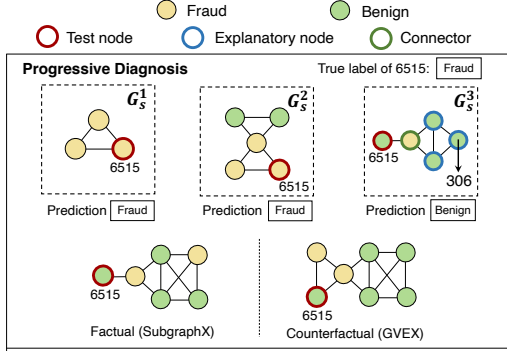 Fraud Benign
Test node Explanatory node Connector
Progressive Diagnosis True label of 6515: Fraud
G_s^1 G_s^2 G_s^3
6515 6515 6515 306
Prediction Fraud Prediction Fraud Prediction Benign
6515 6515
Factual (SubgraphX) Counterfactual (GVEX)